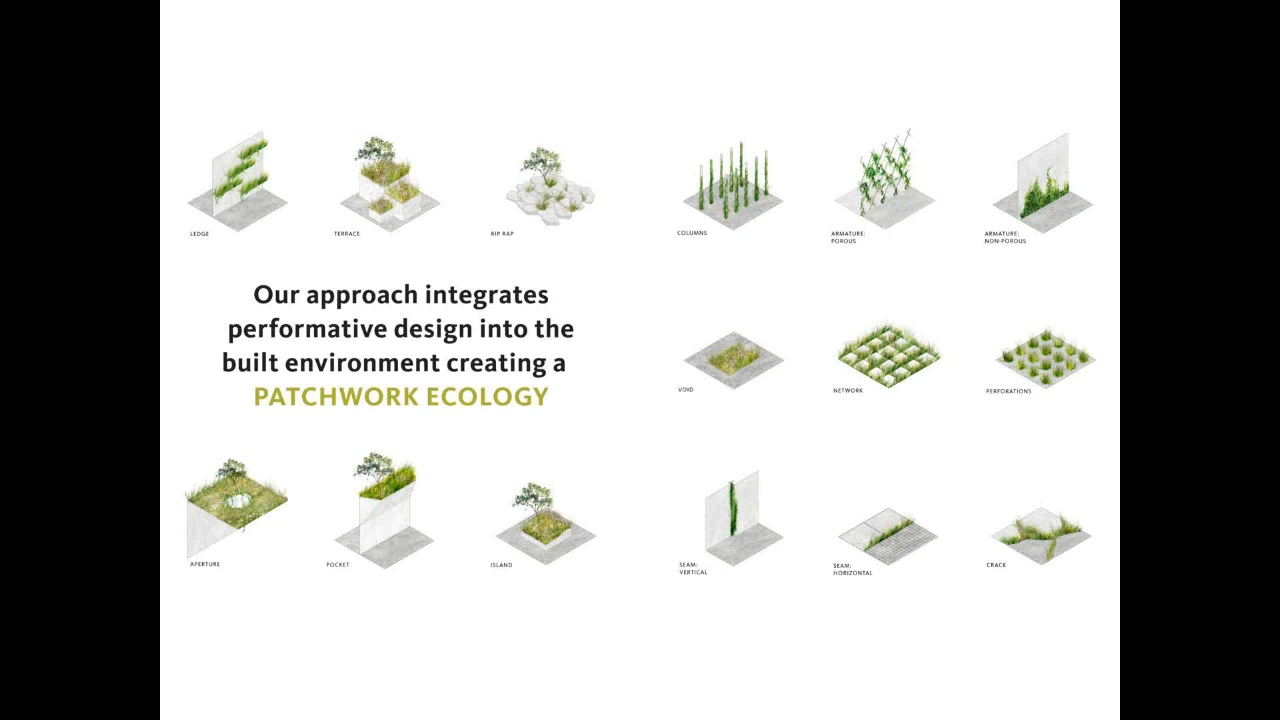 LEDGE
TERRACE
RIP RAP
COLUMNS
ARMATURE:
POROUS
ARMATURE:
NON-POROUS
Our approach integrates
performative design into the
built environment creating a
PATCHWORK ECOLOGY
VOID
NETWORK
PERFORATIONS
APERTURE
POCKET
ISLAND
SEAM:
VERTICAL
SEAM:
HORIZONTAL
CRACK